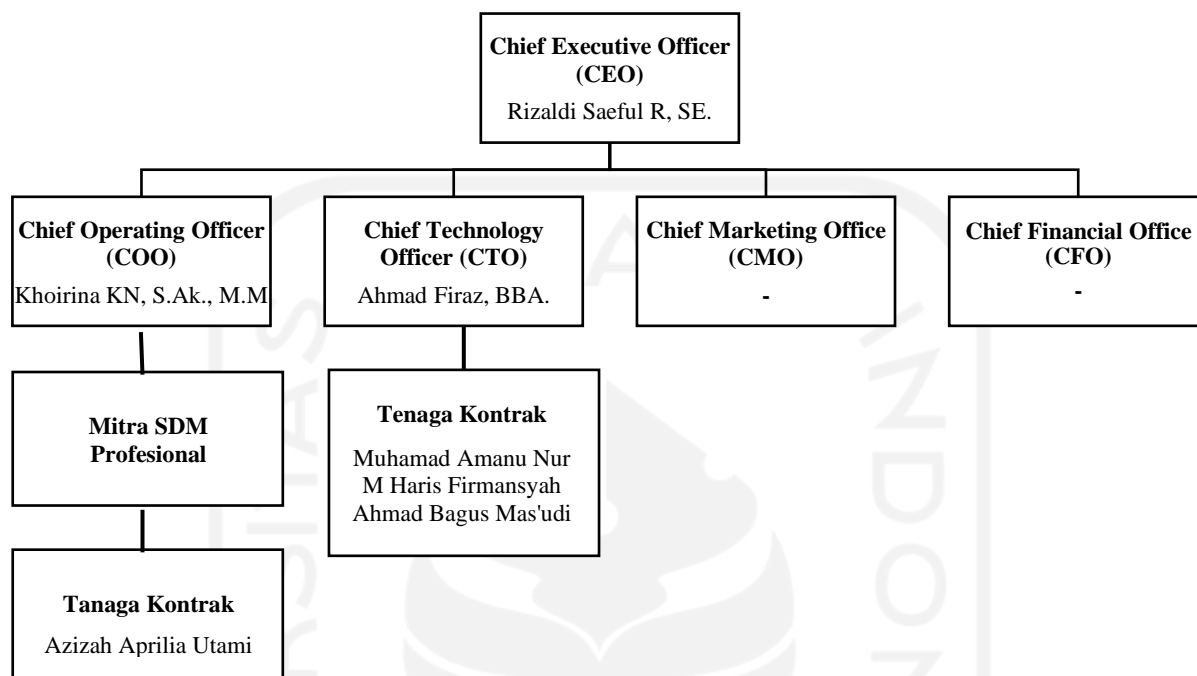 Chief Executive Officer
(CEO)
Rizaldi Saeful R, SE.
Chief Operating Officer
(COO)
Khoirina KN, S.Ak., M.M
Chief Technology
Officer (CTO)
Ahmad Firaz, BBA.
Chief Marketing Office
(CMO)
-
Chief Financial Office
(CFO)
-
Mitra SDM
Profesional
Tenaga Kontrak
Muhamad Amanu Nur
M Haris Firmansyah
Ahmad Bagus Mas'udi
Tanaga Kontrak
Azizah Aprilia Utami